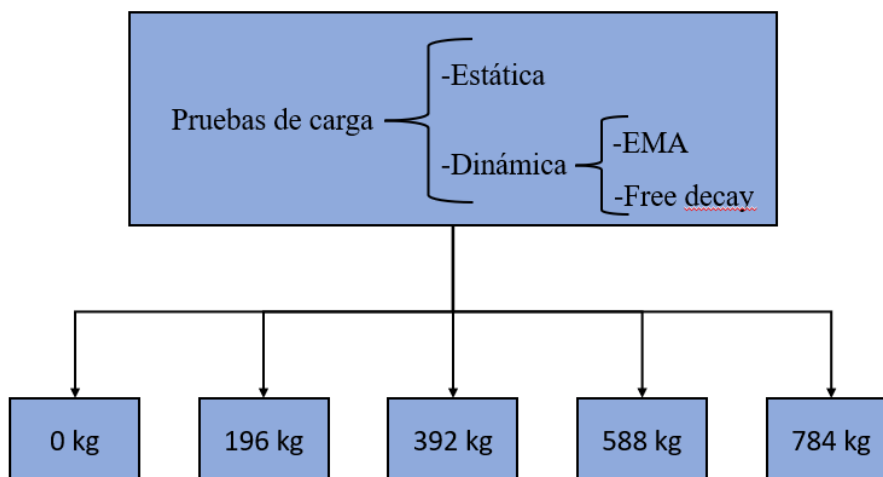 -Estática
Pruebas de carga
-EMA
-Dinámica
-Free decay
0 kg
196 kg
392 kg
588 kg
784 kg